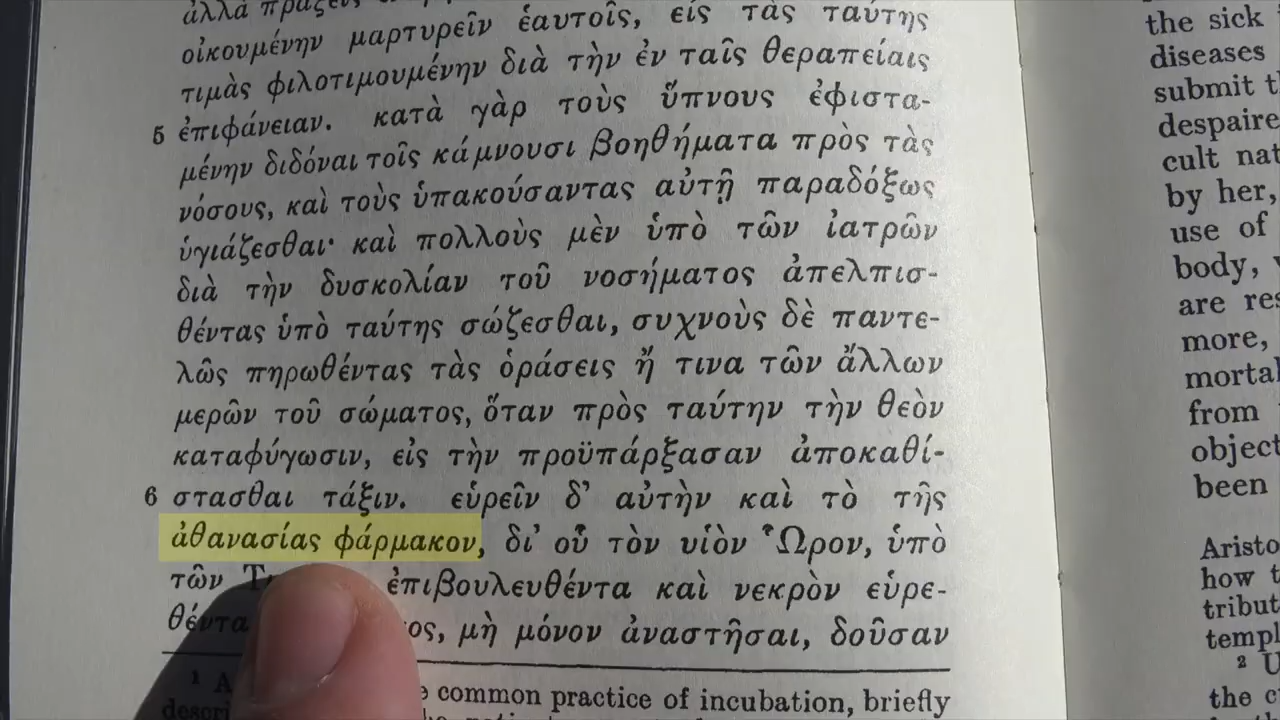 ἀλλὰ πράξεις
οἰκουμένην μαρτυρεῖν ἑαυτοῖς, εἰς τὰς ταύτης
τιμὰς φιλοτιμουμένην διὰ τὴν ἐν ταῖς θεραπείαις
5 ἐπιφάνειαν. κατὰ γὰρ τοὺς ὕπνους ἐφιστα-
μένην διδόναι τοῖς κάμνουσι βοηθήματα πρὸς τὰς
νόσους, καὶ τοὺς ὑπακούσαντας αὐτῇ παραδόξως
ὑγιάζεσθαι· καὶ πολλοὺς μὲν ὑπὸ τῶν ἰατρῶν
διὰ τὴν δυσκολίαν τοῦ νοσήματος ἀπελπισ-
θέντας ὑπὸ ταύτης σώζεσθαι, συχνοὺς δὲ παντε-
λῶς πηρωθέντας τὰς ὁράσεις ἤ τινα τῶν ἄλλων
μερῶν τοῦ σώματος, ὅταν πρὸς ταύτην τὴν θεὸν
καταφύγωσιν, εἰς τὴν προϋπάρξασαν ἀποκαθί-
6 στασθαι τάξιν. εὑρεῖν δ' αὐτὴν καὶ τὸ τῆς
ἀθανασίας φάρμακον, δι' οὗ τὸν υἱὸν Ὧρον, ὑπὸ
τῶν ἐπιβουλευθέντα καὶ νεκρὸν εὑρε-
θέντα μὴ μόνον ἀναστῆσαι, δοῦσαν
1 common practice of incubation, briefly
the sick
diseases
submit
despaire
cult nat
by her,
use of
body,
are res
more,
mortal
from
object
been
Aristo
how t
tribut
templ
2
the c